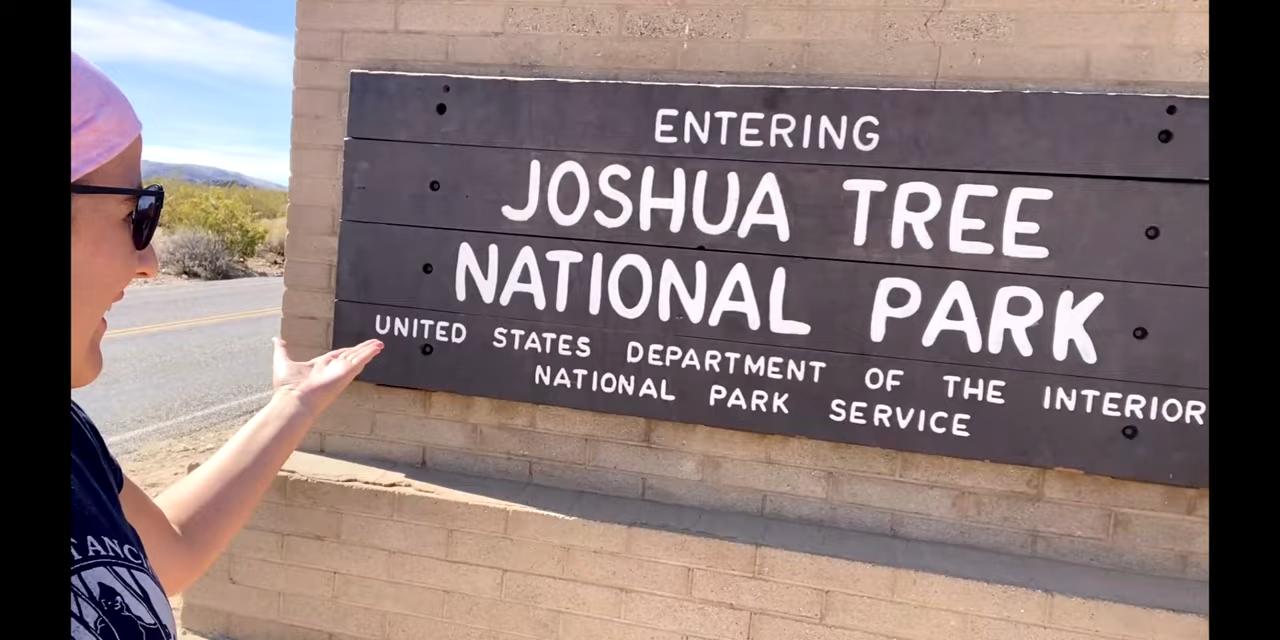 ENTERING
JOSHUA TREE
NATIONAL PARK
UNITED STATES DEPARTMENT OF THE INTERIOR
NATIONAL PARK SERVICE